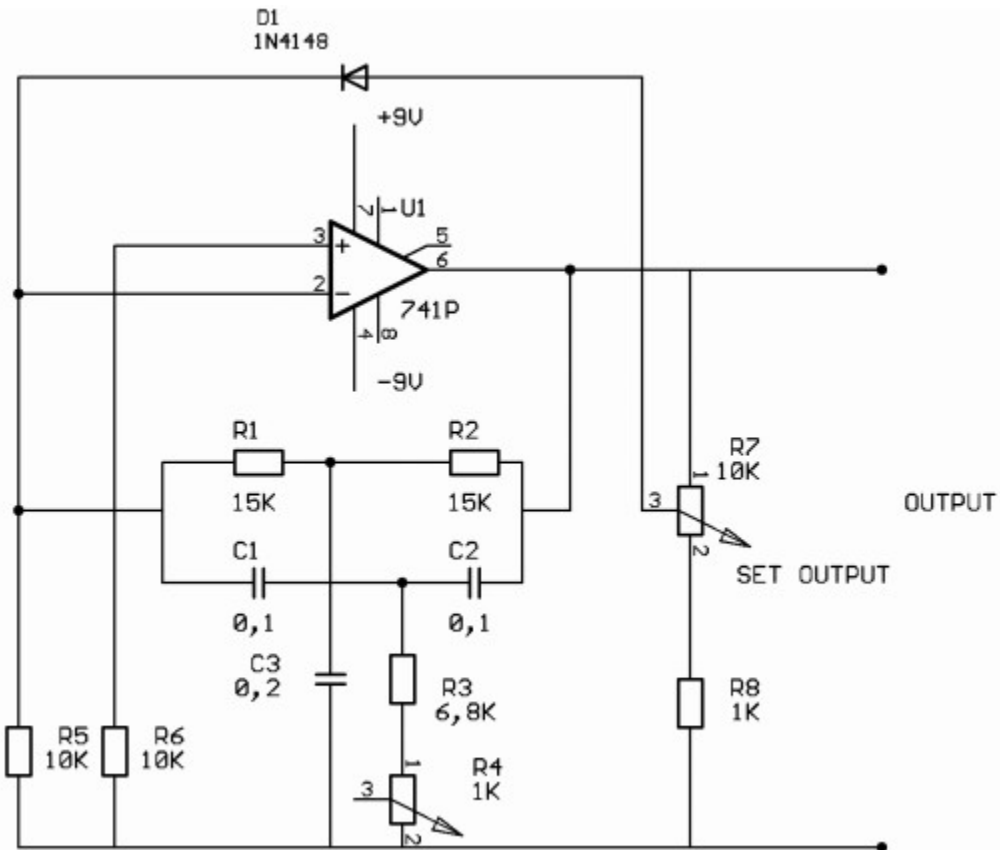 D1
1N4148
+9V
7
1
U1
3
+
5
6
2
-
741P
4
8
-9V
R1
R2
15K
15K
R7
10K
1
3
2
OUTPUT
SET OUTPUT
C1
C2
0,1
0,1
C3
0,2
R3
6,8K
R8
1K
R5
10K
R6
10K
R4
1K
1
3
2